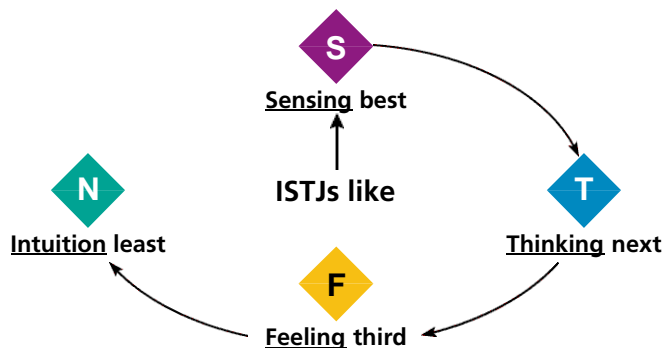 S
Sensing best
ISTJs like
N
T
Intuition least
Thinking next
F
Feeling third